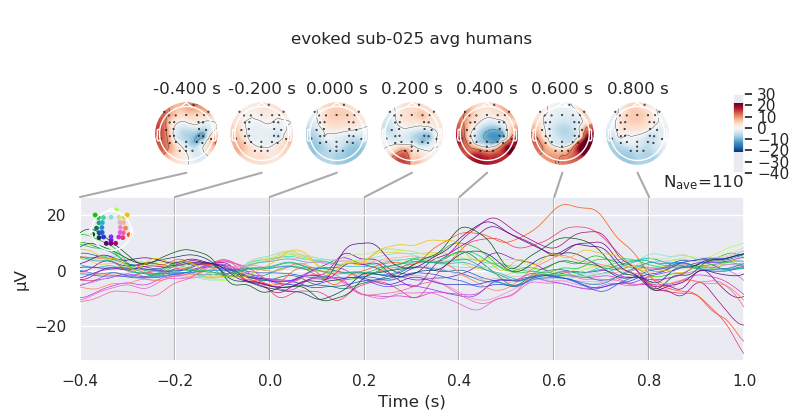 evoked sub-025 avg humans
-0.400 s -0.200 s 0.000 s 0.200 s 0.400 s 0.600 s 0.800 s
30
20
10
0
−10
−20
−30
−40
Nave=110
20
0
−20
µV
−0.4 −0.2 0.0 0.2 0.4 0.6 0.8 1.0
Time (s)